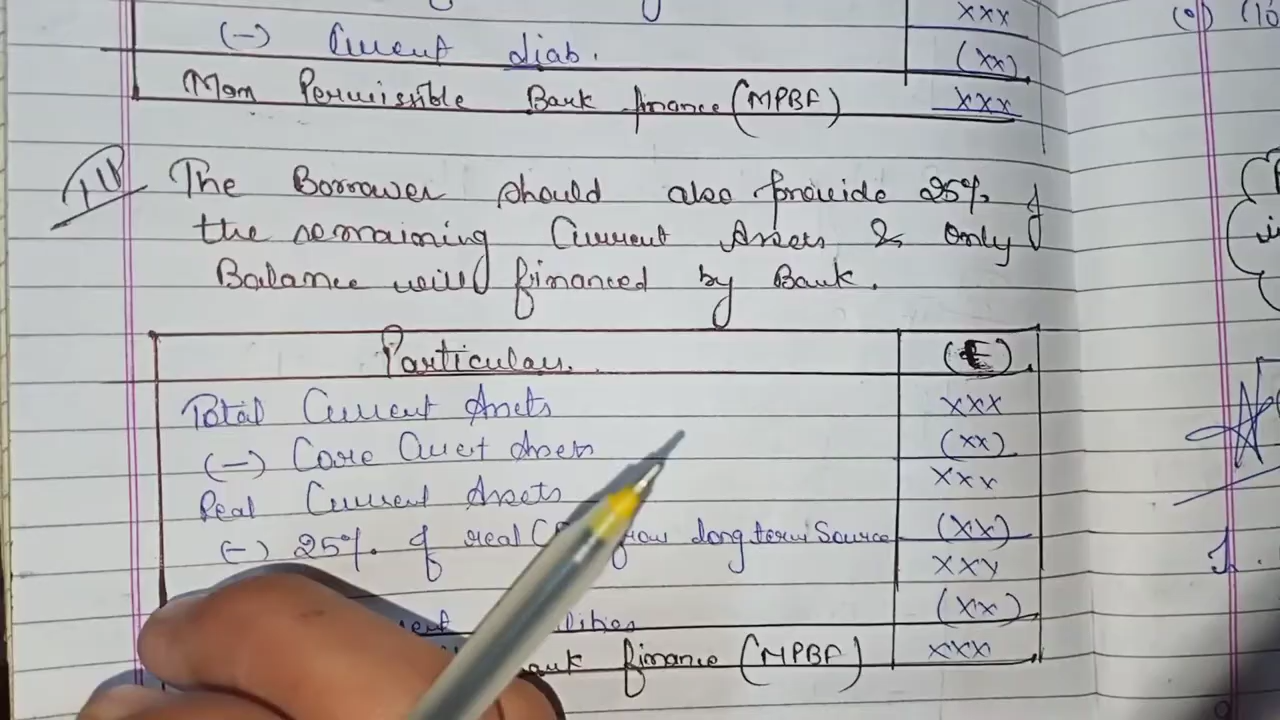 xxx
(-) Current Liab. (xx)
Mam Permissible Bank finance (MPBF) xxx
III The Borrower should also provide 25% of
the remaining Current Assets & Only
Balance will financed by Bank.
Particulars. (₹)
Total Current Assets xxx
(-) Core Current Assets (xx)
Real Current Assets xxx
(-) 25% of real from long term Source (xx)
xxx
(xx)
finance (MPBF) xxx
1.